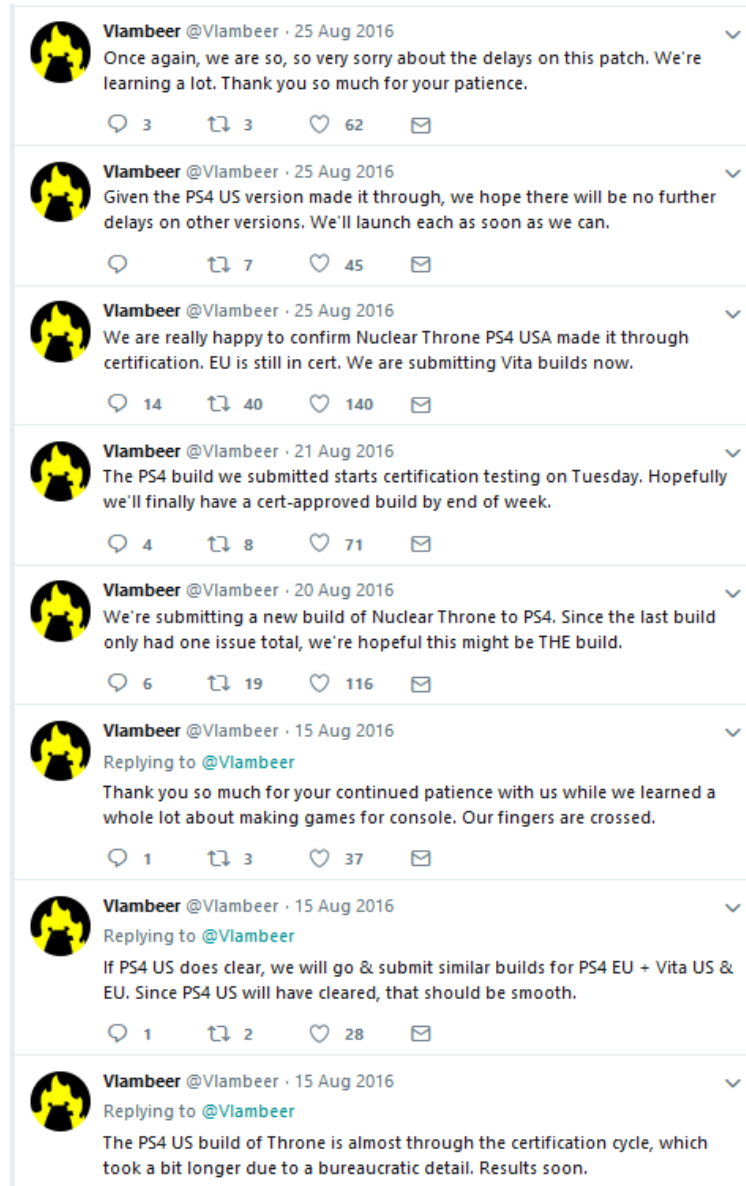 Vlambeer @Vlambeer · 25 Aug 2016
Once again, we are so, so very sorry about the delays on this patch. We're
learning a lot. Thank you so much for your patience.
3 3 62
Vlambeer @Vlambeer · 25 Aug 2016
Given the PS4 US version made it through, we hope there will be no further
delays on other versions. We'll launch each as soon as we can.
7 45
Vlambeer @Vlambeer · 25 Aug 2016
We are really happy to confirm Nuclear Throne PS4 USA made it through
certification. EU is still in cert. We are submitting Vita builds now.
14 40 140
Vlambeer @Vlambeer · 21 Aug 2016
The PS4 build we submitted starts certification testing on Tuesday. Hopefully
we'll finally have a cert-approved build by end of week.
4 8 71
Vlambeer @Vlambeer · 20 Aug 2016
We're submitting a new build of Nuclear Throne to PS4. Since the last build
only had one issue total, we're hopeful this might be THE build.
6 19 116
Vlambeer @Vlambeer · 15 Aug 2016
Replying to @Vlambeer
Thank you so much for your continued patience with us while we learned a
whole lot about making games for console. Our fingers are crossed.
1 3 37
Vlambeer @Vlambeer · 15 Aug 2016
Replying to @Vlambeer
If PS4 US does clear, we will go & submit similar builds for PS4 EU + Vita US &
EU. Since PS4 US will have cleared, that should be smooth.
1 2 28
Vlambeer @Vlambeer · 15 Aug 2016
Replying to @Vlambeer
The PS4 US build of Throne is almost through the certification cycle, which
took a bit longer due to a bureaucratic detail. Results soon.